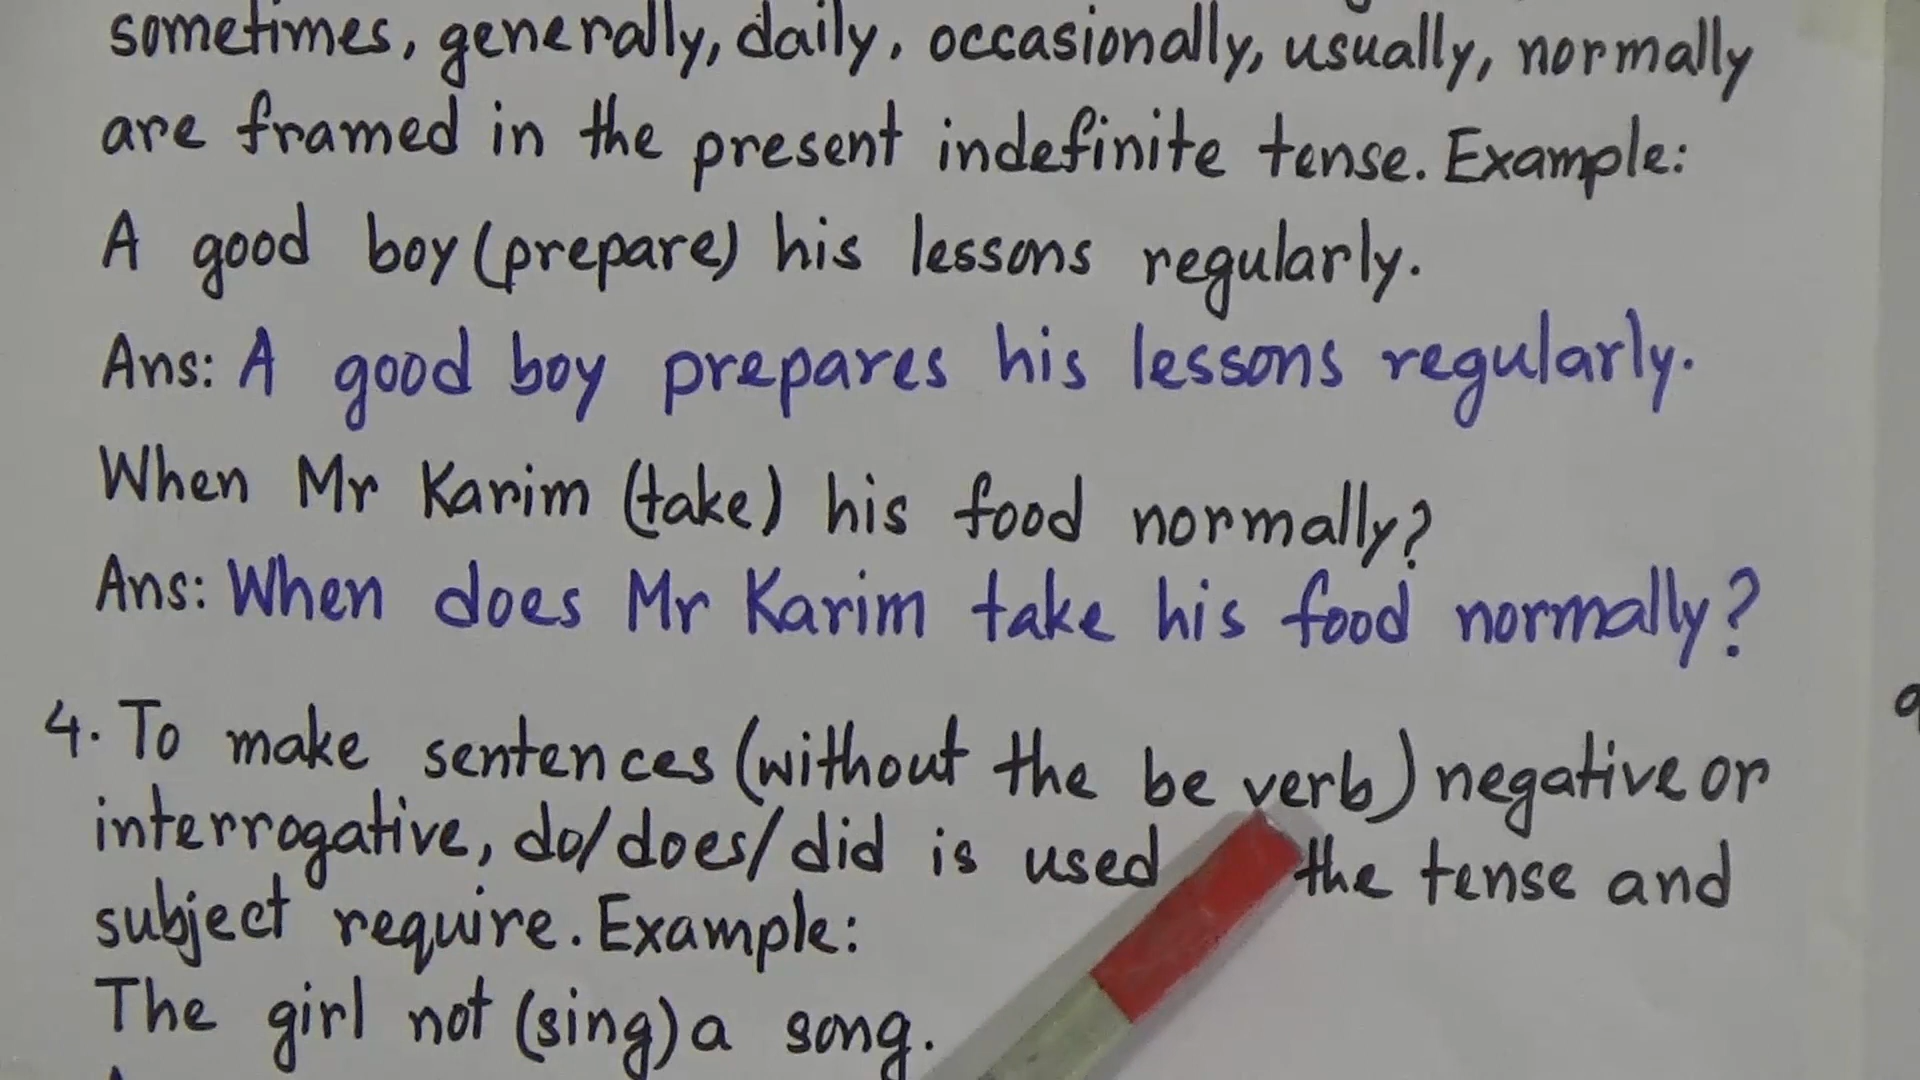 sometimes, generally, daily, occasionally, usually, normally
are framed in the present indefinite tense. Example:
A good boy (prepare) his lessons regularly.
Ans: A good boy prepares his lessons regularly.
When Mr Karim (take) his food normally?
Ans: When does Mr Karim take his food normally?
4. To make sentences (without the be verb) negative or
interrogative, do/does/did is used the tense and
subject require. Example:
The girl not (sing) a song.